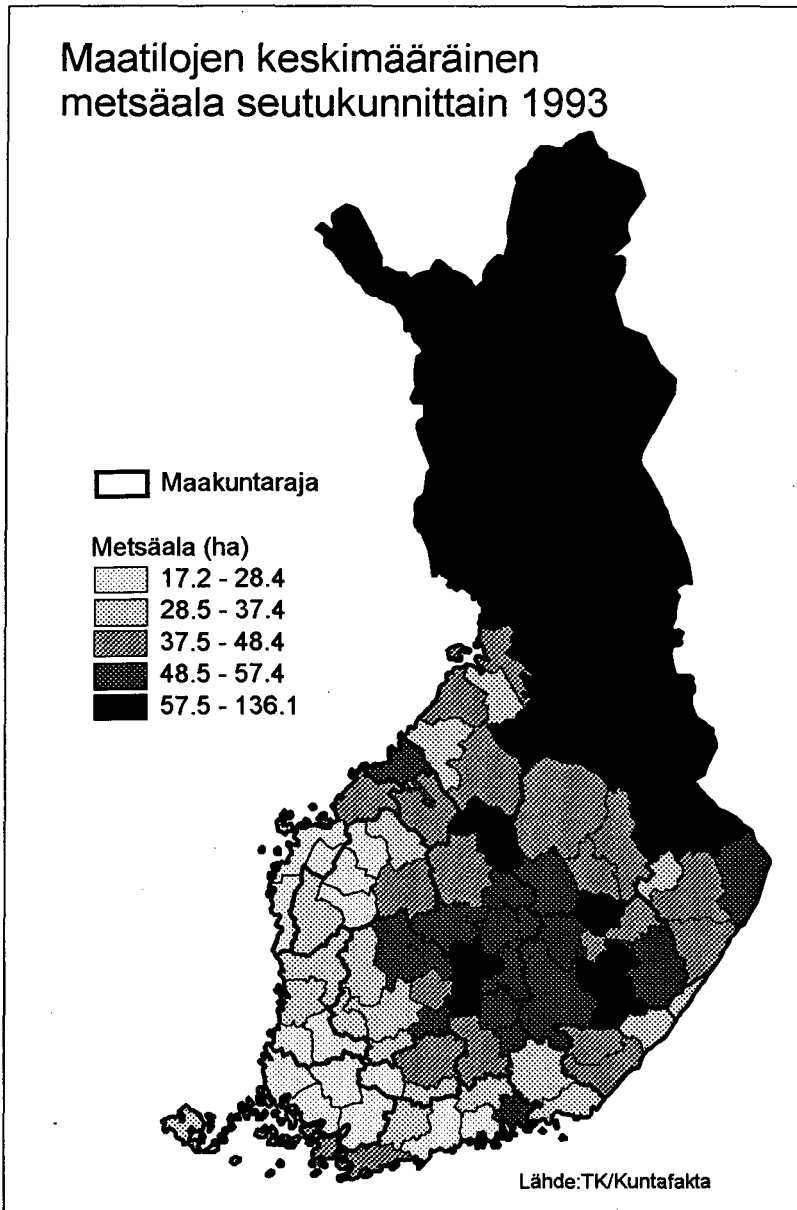 Maatilojen keskimääräinen
metsäala seutukunnittain 1993
Maakuntaraja
Metsäala (ha)
17.2 - 28.4
28.5 - 37.4
37.5 - 48.4
48.5 - 57.4
57.5 - 136.1
Lähde:TK/Kuntafakta